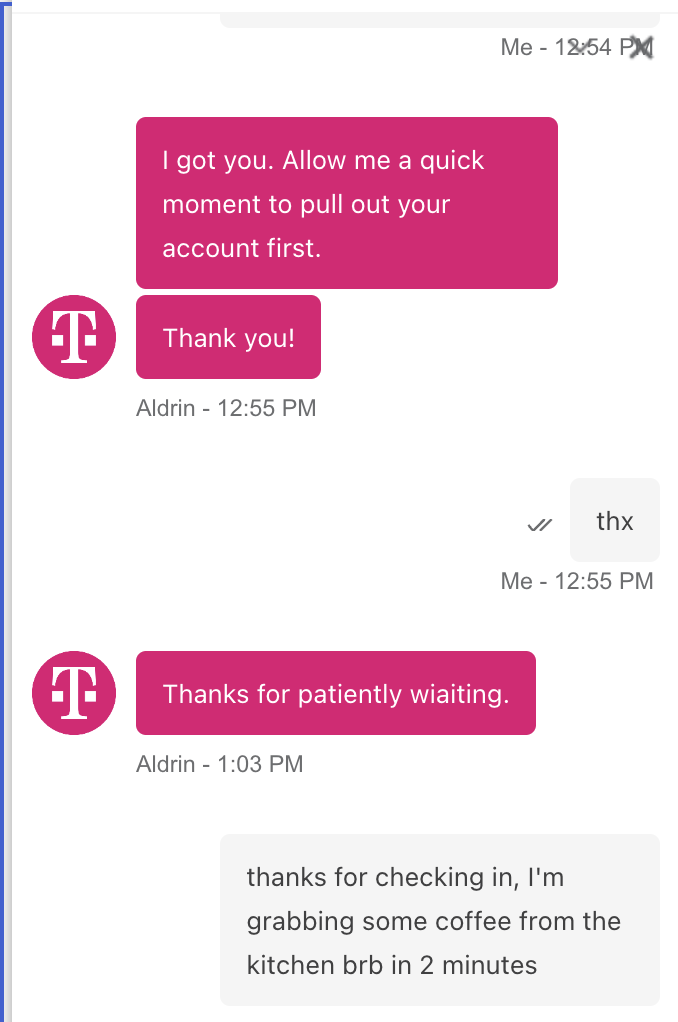 Me - 12:54 PM
I got you. Allow me a quick
moment to pull out your
account first.
Thank you!
Aldrin - 12:55 PM
thx
Me - 12:55 PM
Thanks for patiently wiaiting.
Aldrin - 1:03 PM
thanks for checking in, I'm
grabbing some coffee from the
kitchen brb in 2 minutes